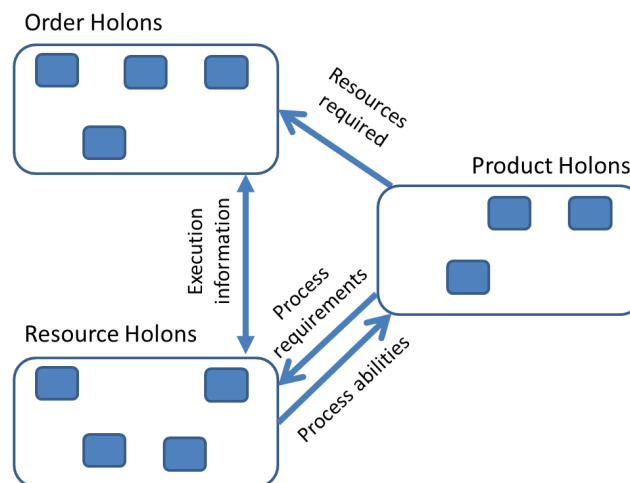 Order Holons
Resources
required
Product Holons
Execution
information
Process
requirements
Resource Holons
Process abilities